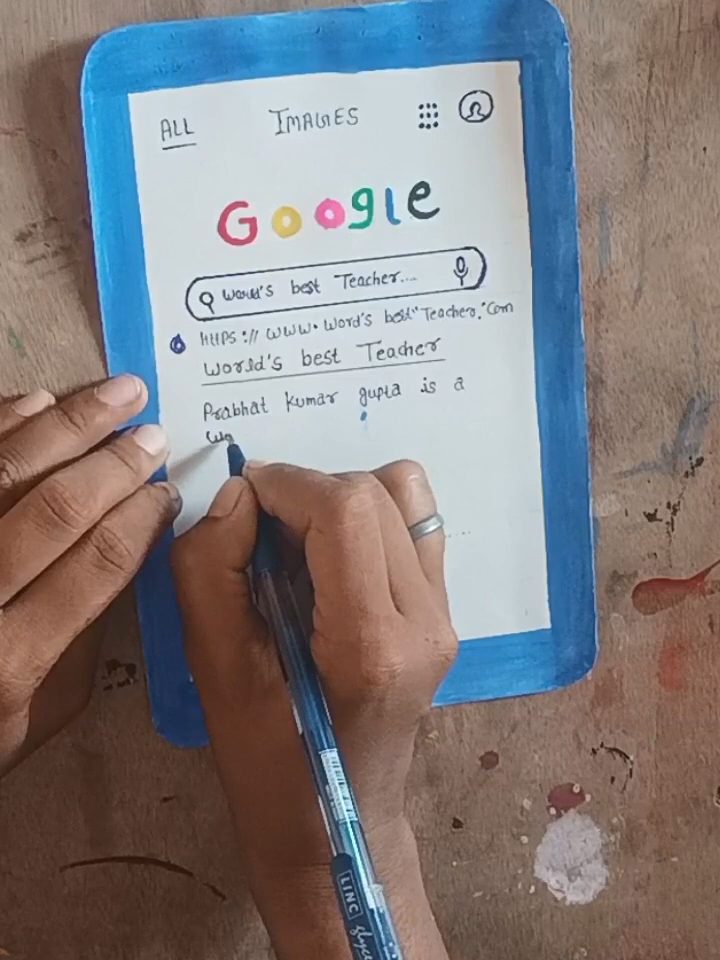 ALL IMAGES
Google
World's best Teacher....
HttPS :// www. Word's best "Teacher." Com
World's best Teacher
Prabhat Kumar gupta is a
Wo
LINC